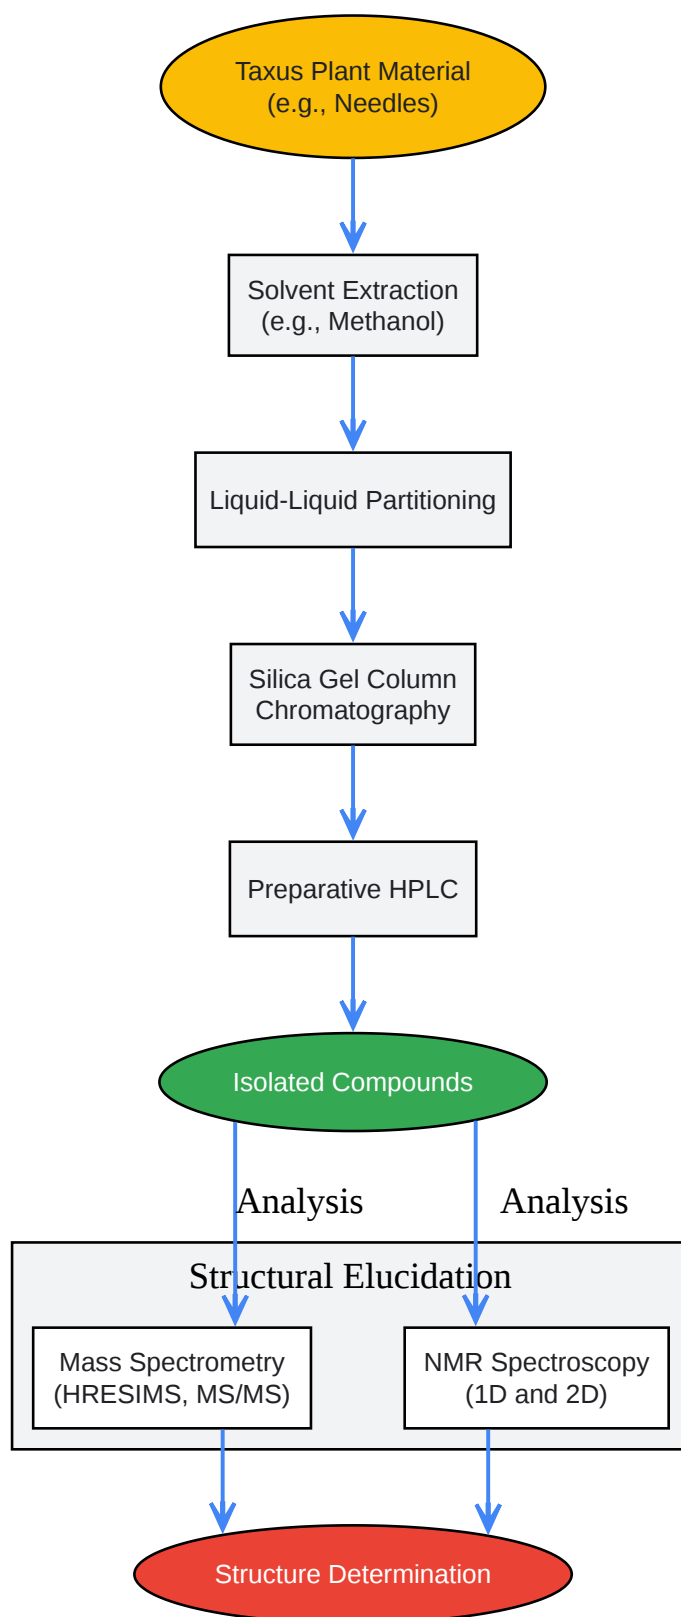 Taxus Plant Material
(e.g., Needles)
Solvent Extraction
(e.g., Methanol)
Liquid-Liquid Partitioning
Silica Gel Column
Chromatography
Preparative HPLC
Isolated Compounds
Analysis
Analysis
Structural Elucidation
Mass Spectrometry
(HRESIMS, MS/MS)
NMR Spectroscopy
(1D and 2D)
Structure Determination